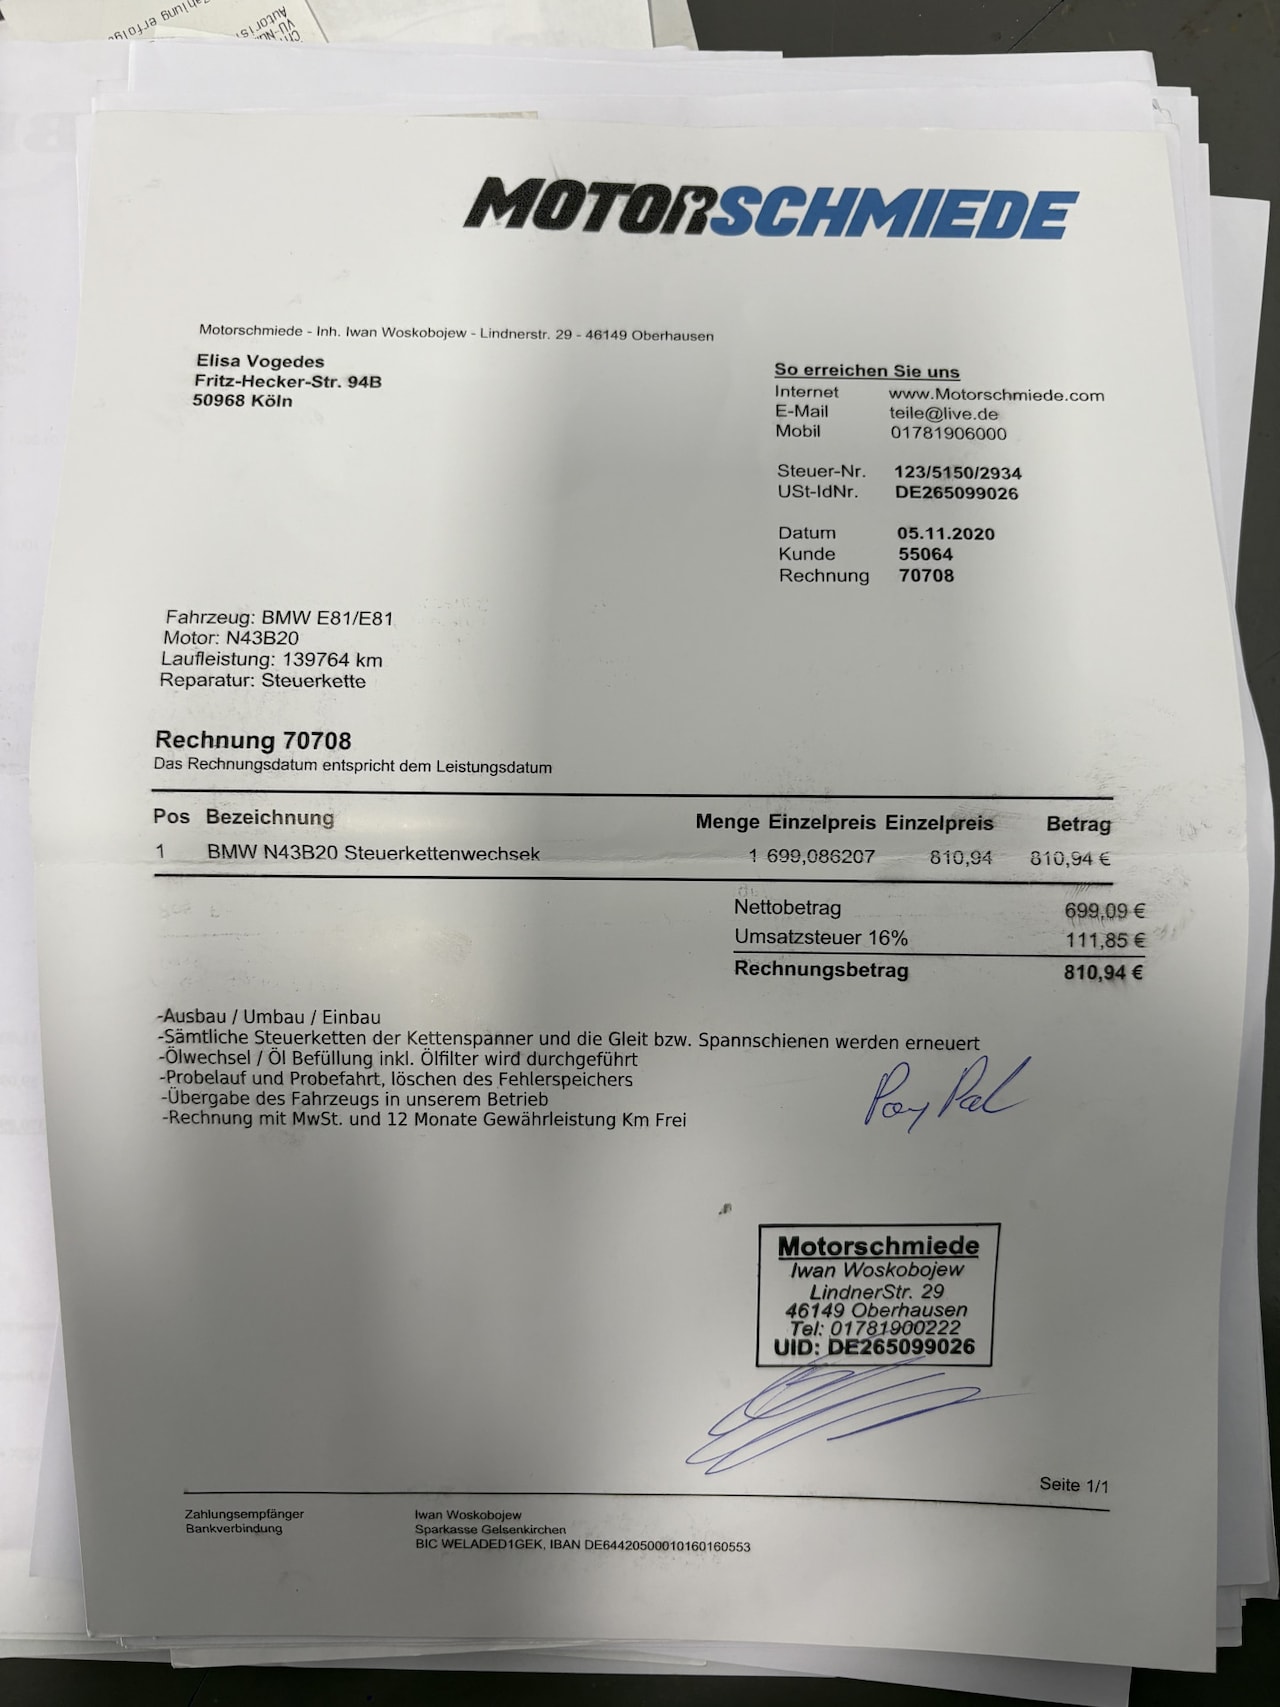 MOTORSCHMIEDE
Motorschmiede - Inh. Iwan Woskobojew - Lindnerstr. 29 - 46149 Oberhausen
Elisa Vogedes
Fritz-Hecker-Str. 94B
50968 Köln
So erreichen Sie uns
Internet www.Motorschmiede.com
E-Mail teile@live.de
Mobil 01781906000
Steuer-Nr. 123/5150/2934
USt-IdNr. DE265099026
Datum 05.11.2020
Kunde 55064
Rechnung 70708
Fahrzeug: BMW E81/E81
Motor: N43B20
Laufleistung: 139764 km
Reparatur: Steuerkette
Rechnung 70708
Das Rechnungsdatum entspricht dem Leistungsdatum
Pos Bezeichnung Menge Einzelpreis Einzelpreis Betrag
1 BMW N43B20 Steuerkettenwechsek 1 699,086207 810,94 810,94 €
Nettobetrag 699,09 €
Umsatzsteuer 16% 111,85 €
Rechnungsbetrag 810,94 €
-Ausbau / Umbau / Einbau
-Sämtliche Steuerketten der Kettenspanner und die Gleit bzw. Spannschienen werden erneuert
-Ölwechsel / Öl Befüllung inkl. Ölfilter wird durchgeführt
-Probelauf und Probefahrt, löschen des Fehlerspeichers
-Übergabe des Fahrzeugs in unserem Betrieb
-Rechnung mit MwSt. und 12 Monate Gewährleistung Km Frei
PayPal
Motorschmiede
Iwan Woskobojew
LindnerStr. 29
46149 Oberhausen
Tel: 01781900222
UID: DE265099026
Seite 1/1
Zahlungsempfänger Iwan Woskobojew
Bankverbindung Sparkasse Gelsenkirchen
BIC WELADED1GEK, IBAN DE64420500010160160553